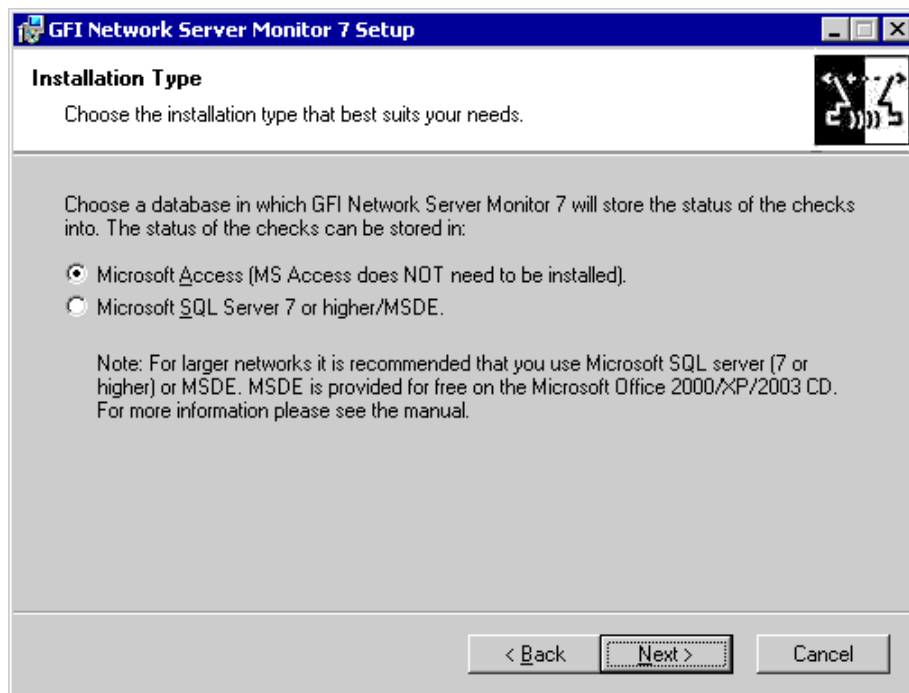 GFI Network Server Monitor 7 Setup
Installation Type
Choose the installation type that best suits your needs.
Choose a database in which GFI Network Server Monitor 7 will store the status of the checks
into. The status of the checks can be stored in:
Microsoft Access (MS Access does NOT need to be installed).
Microsoft SQL Server 7 or higher/MSDE.
Note: For larger networks it is recommended that you use Microsoft SQL server (7 or
higher) or MSDE. MSDE is provided for free on the Microsoft Office 2000/XP/2003 CD.
For more information please see the manual.
< Back Next > Cancel